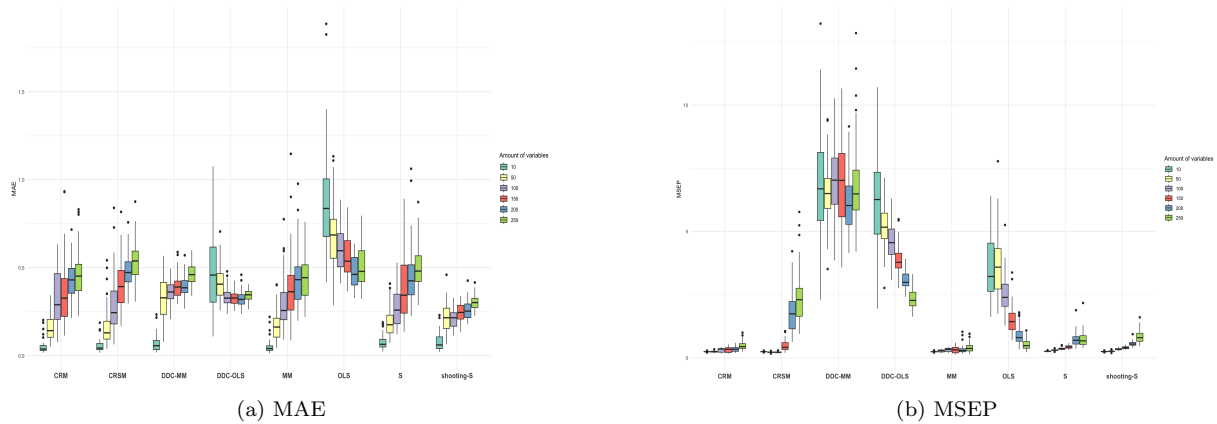 MAE
1.5
1.0
0.5
0.0
CRM CRSM DDC-MM DDC-OLS MM OLS S shooting-S
Amount of variables
10
50
100
150
200
250
(a) MAE
MSEP
10
5
0
CRM CRSM DDC-MM DDC-OLS MM OLS S shooting-S
Amount of variables
10
50
100
150
200
250
(b) MSEP